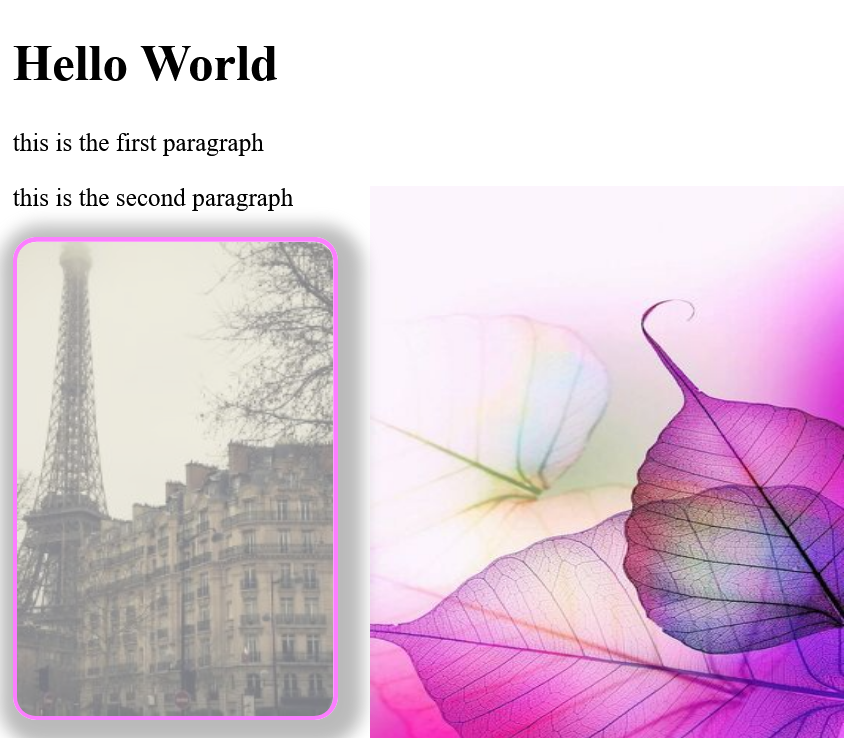 Hello World
this is the first paragraph
this is the second paragraph